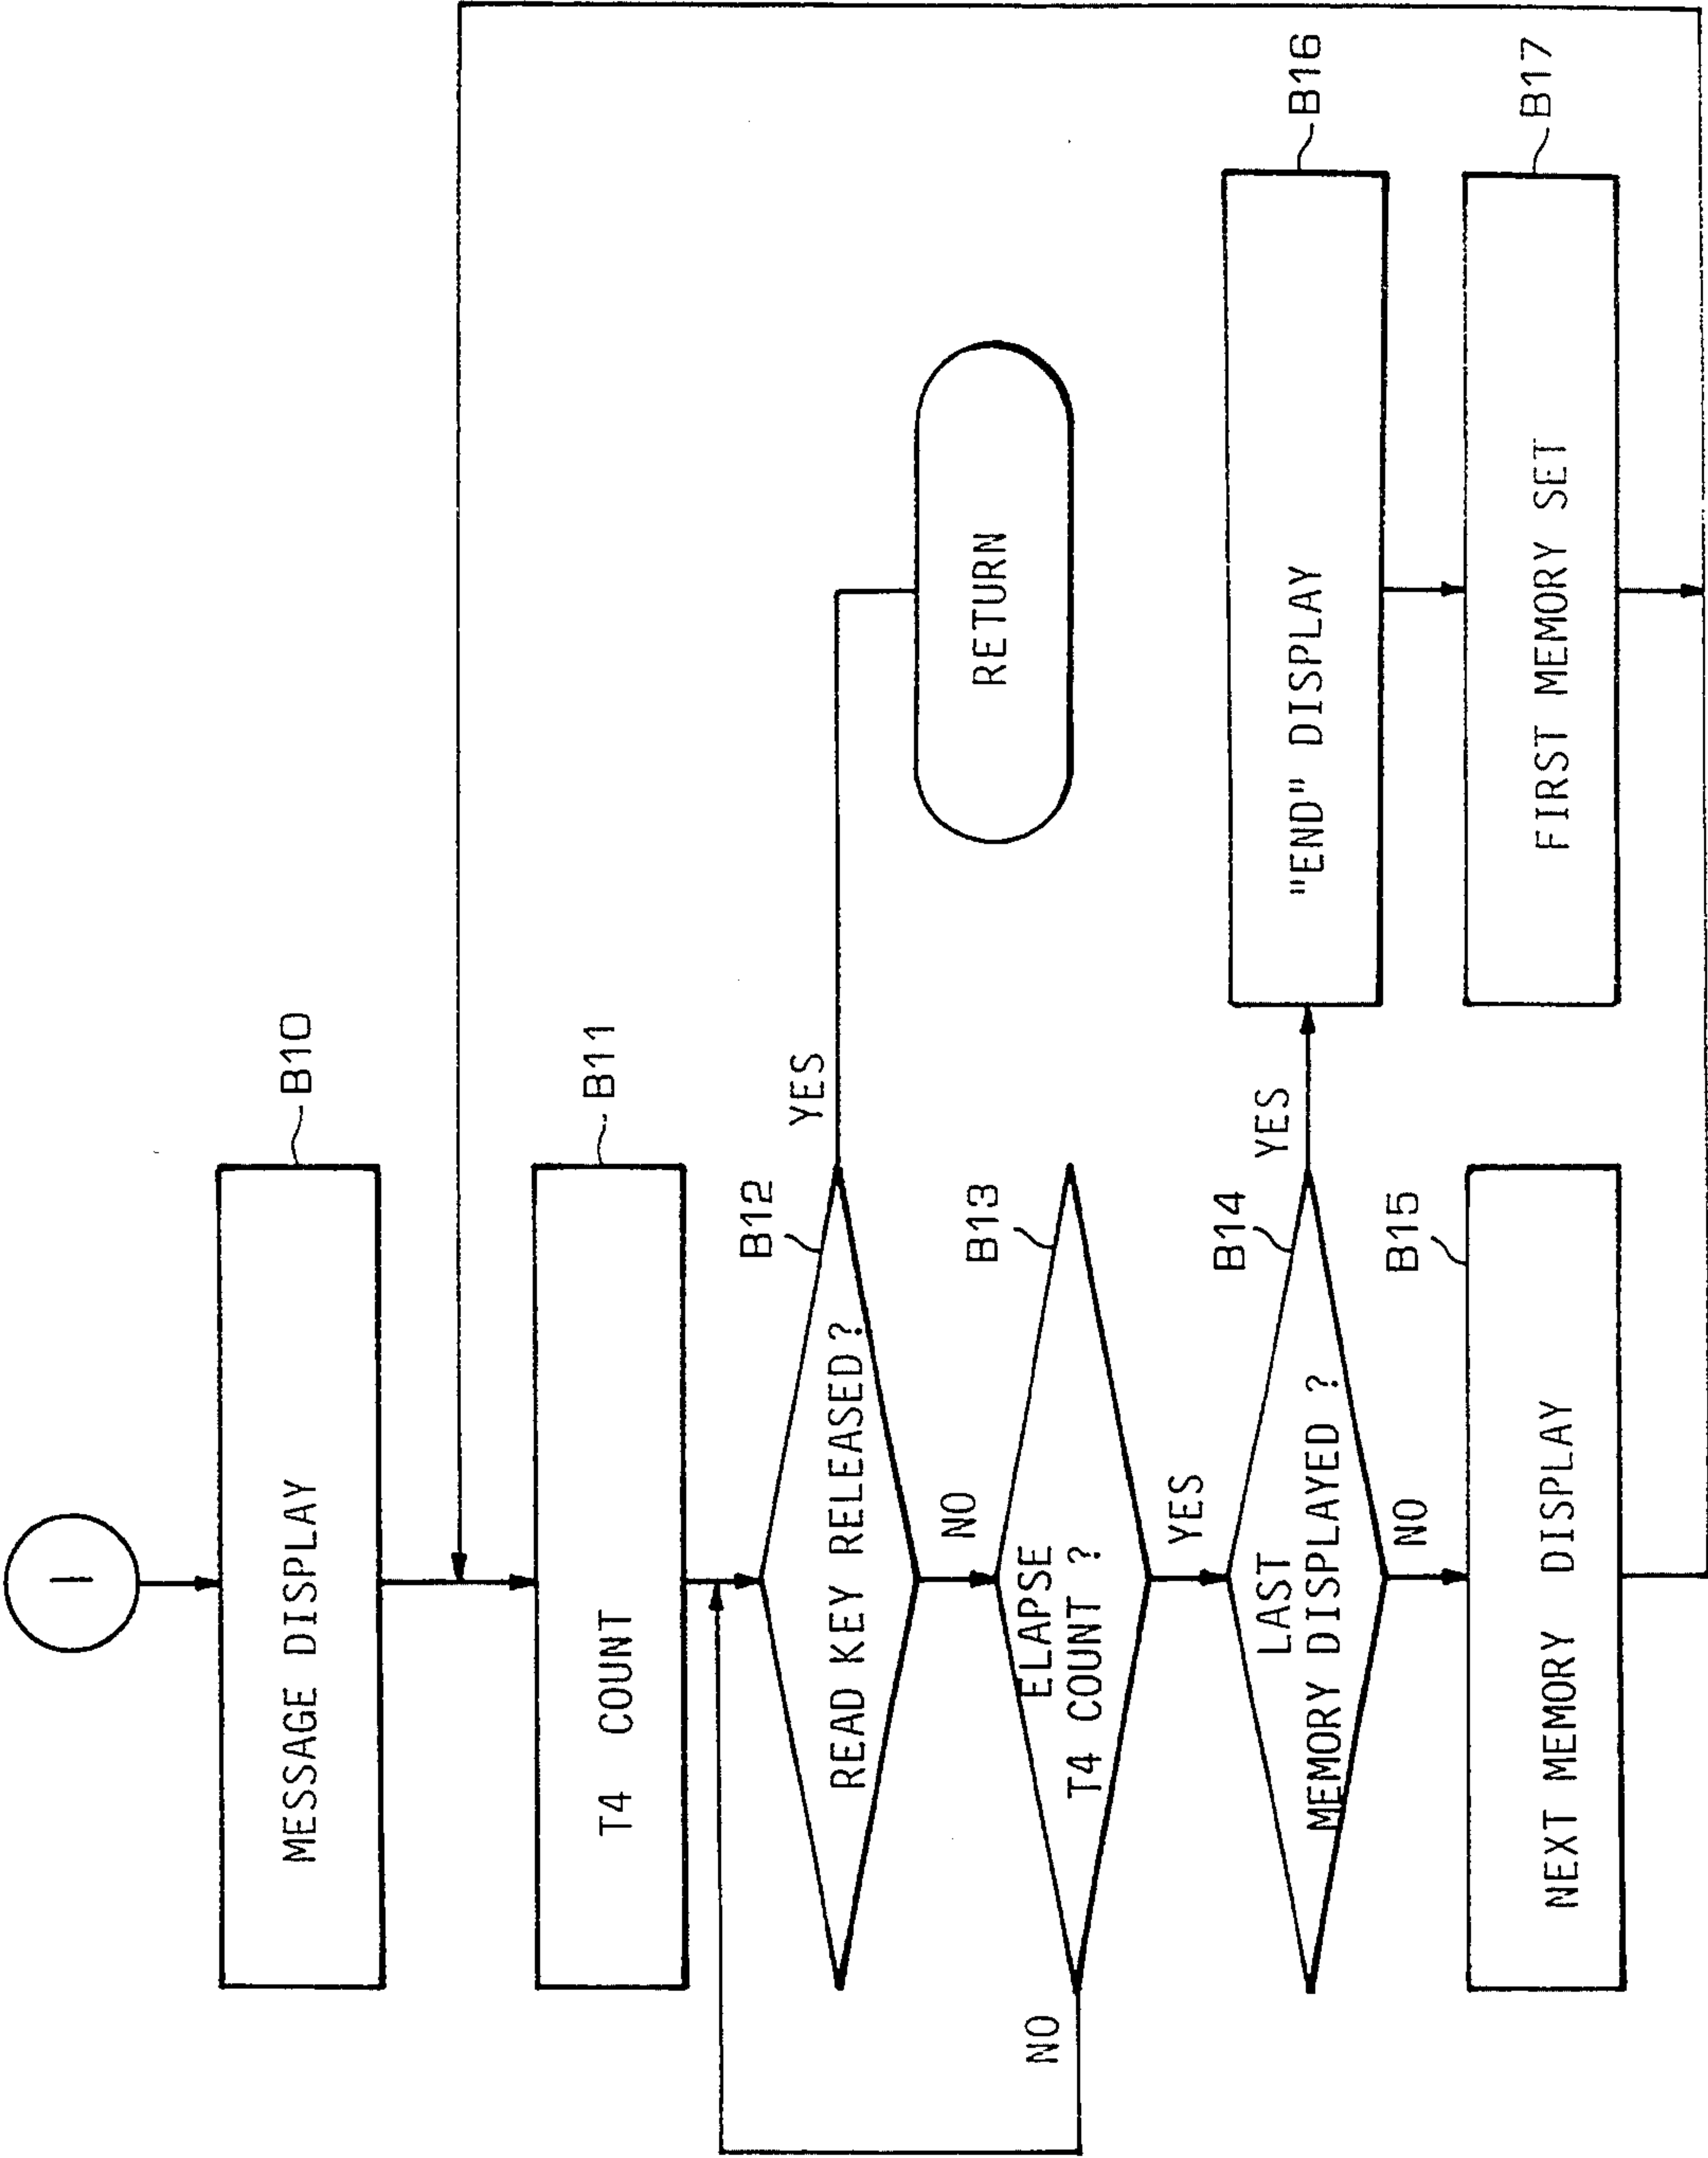 1
MESSAGE DISPLAY
B10
T4 COUNT
B11
READ KEY RELEASED?
B12
YES
RETURN
NO
ELAPSE
T4 COUNT ?
B13
NO
YES
LAST
MEMORY DISPLAYED ?
B14
YES
"END" DISPLAY
B16
NO
NEXT MEMORY DISPLAY
B15
FIRST MEMORY SET
B17